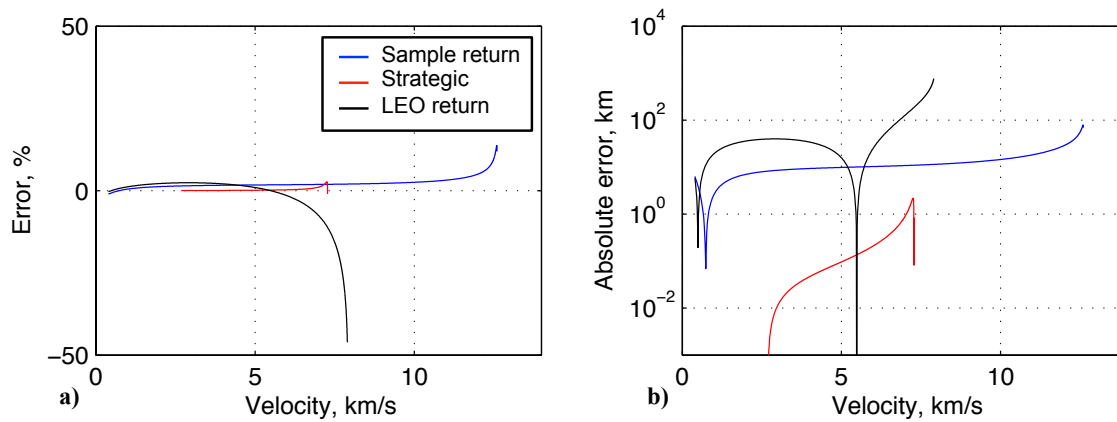 50
0
−50
Error, %
Sample return
Strategic
LEO return
0
5
10
Velocity, km/s
a)
10^4
10^2
10^0
10^−2
Absolute error, km
0
5
10
Velocity, km/s
b)